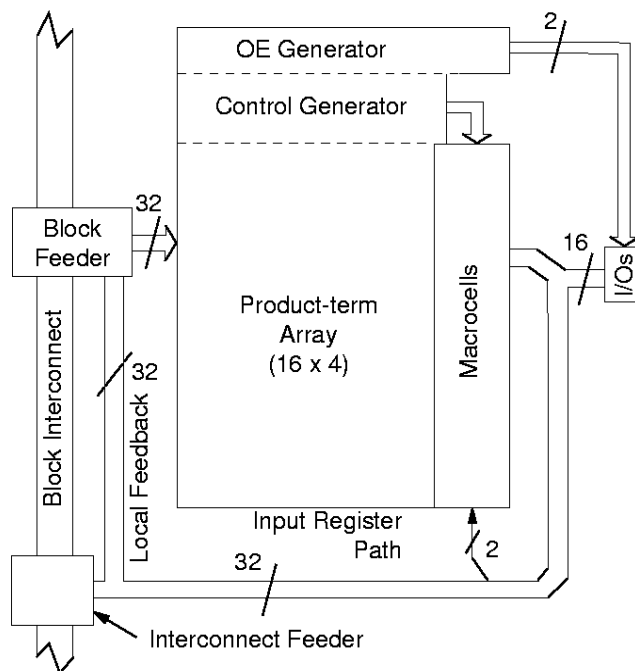 OE Generator
2
Control Generator
32
Block
Feeder
16
I/Os
Product-term
Array
(16 x 4)
Macrocells
32
Block Interconnect
Local Feedback
Input Register
Path
2
32
Interconnect Feeder